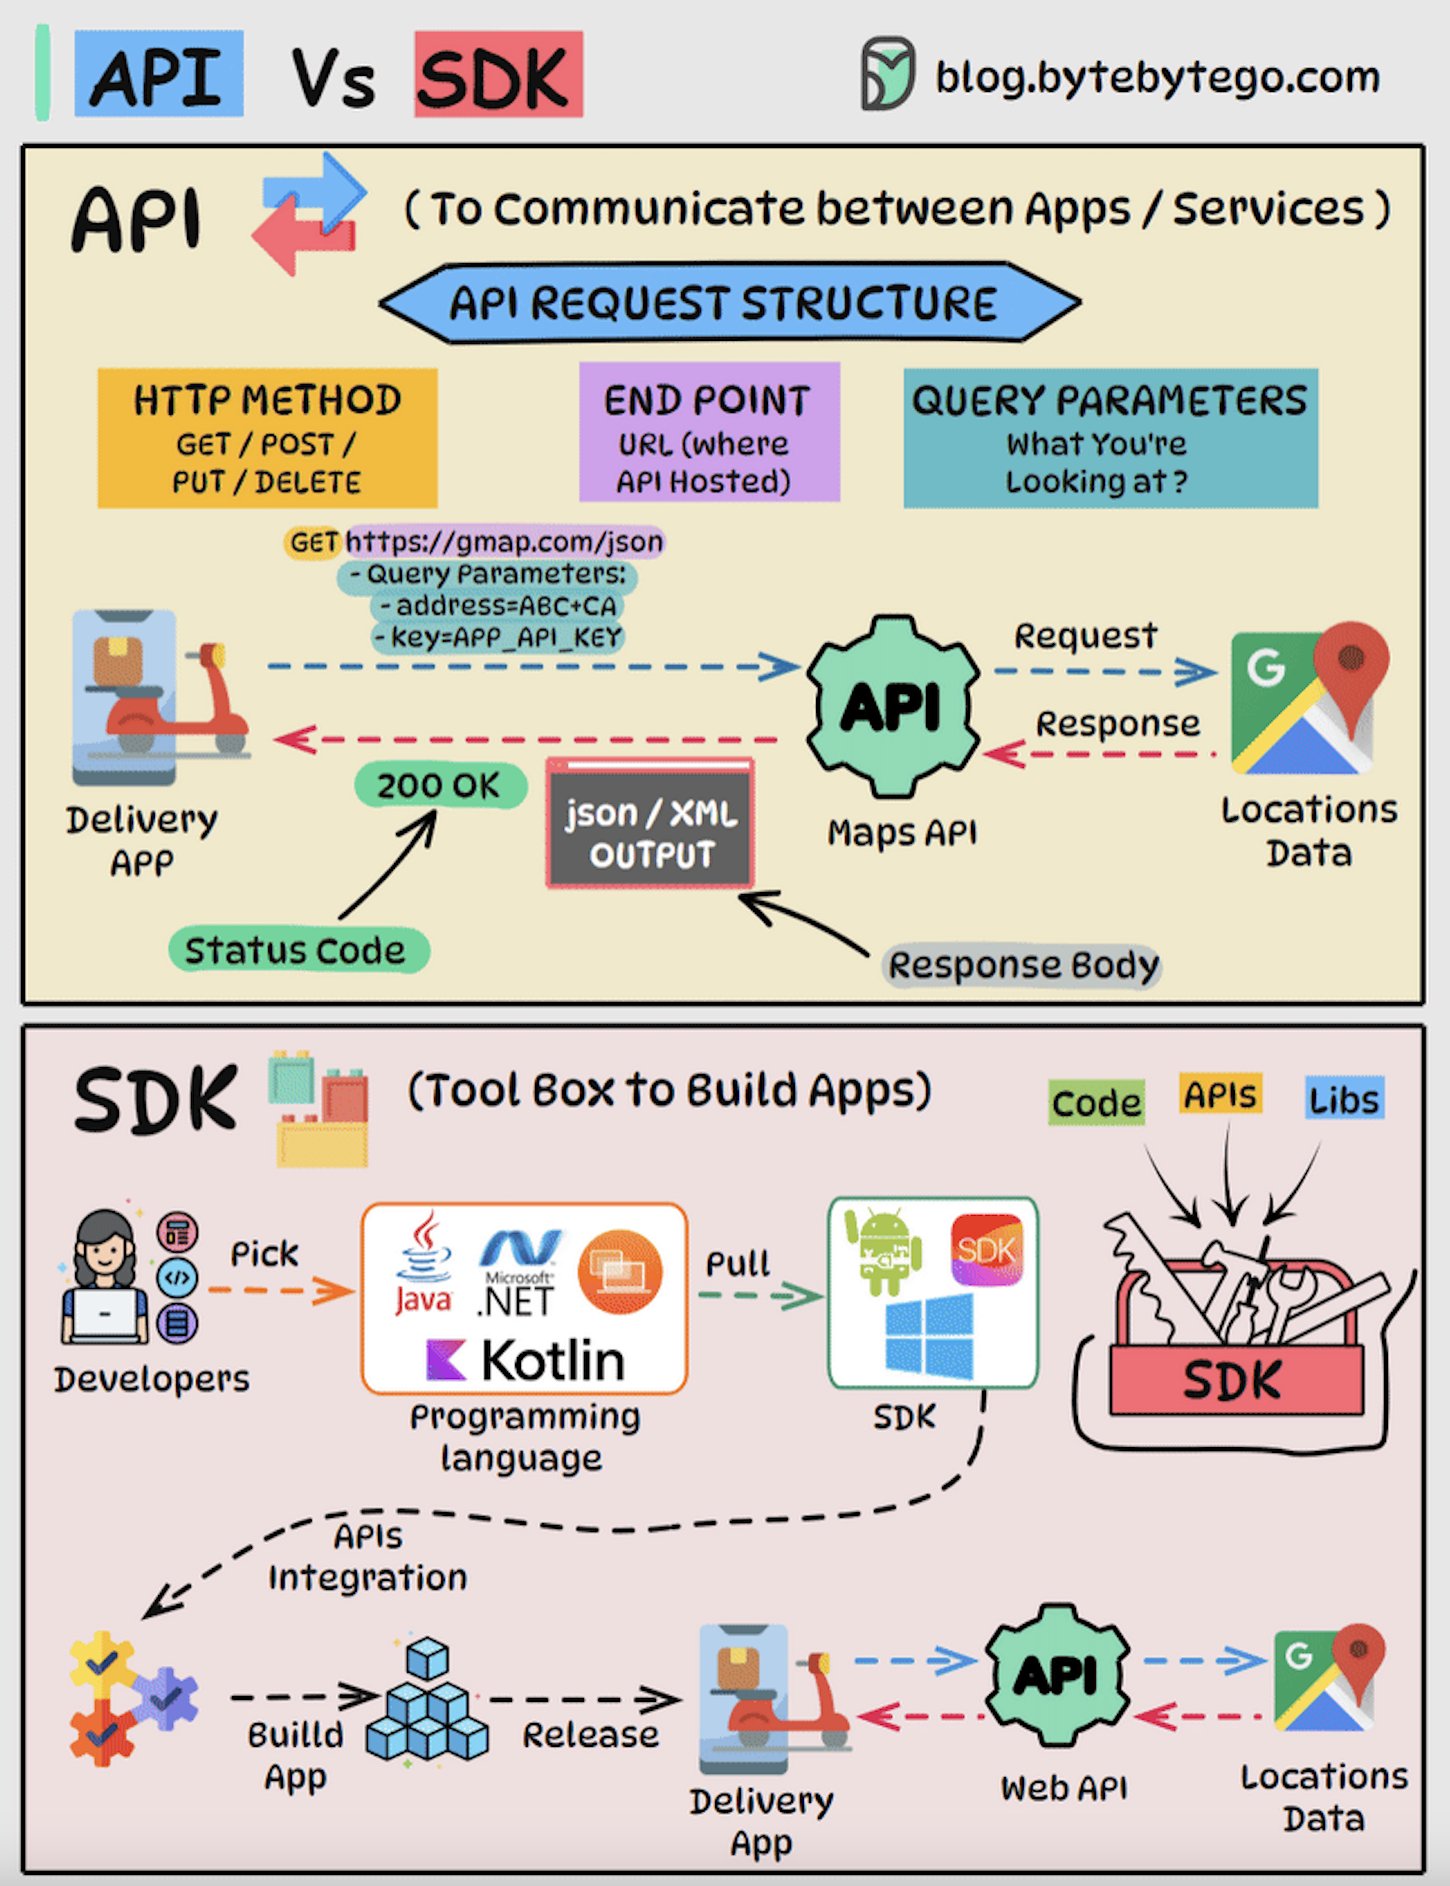 API Vs SDK
blog.bytebytego.com
API
( To Communicate between Apps / Services )
API REQUEST STRUCTURE
HTTP METHOD
GET / POST /
PUT / DELETE
END POINT
URL (where
API Hosted)
QUERY PARAMETERS
What You're
Looking at ?
GET https://gmap.com/json
- Query Parameters:
- address=ABC+CA
- key=APP_API_KEY
Delivery
APP
API
Maps API
Request
Response
G
Locations
Data
200 OK
json / XML
OUTPUT
Status Code
Response Body
SDK
(Tool Box to Build Apps)
Code
APIs
Libs
SDK
Developers
Pick
Java
Microsoft
.NET
Kotlin
Programming
language
Pull
SDK
SDK
APIs
Integration
Builld
App
Release
Delivery
App
API
Web API
G
Locations
Data